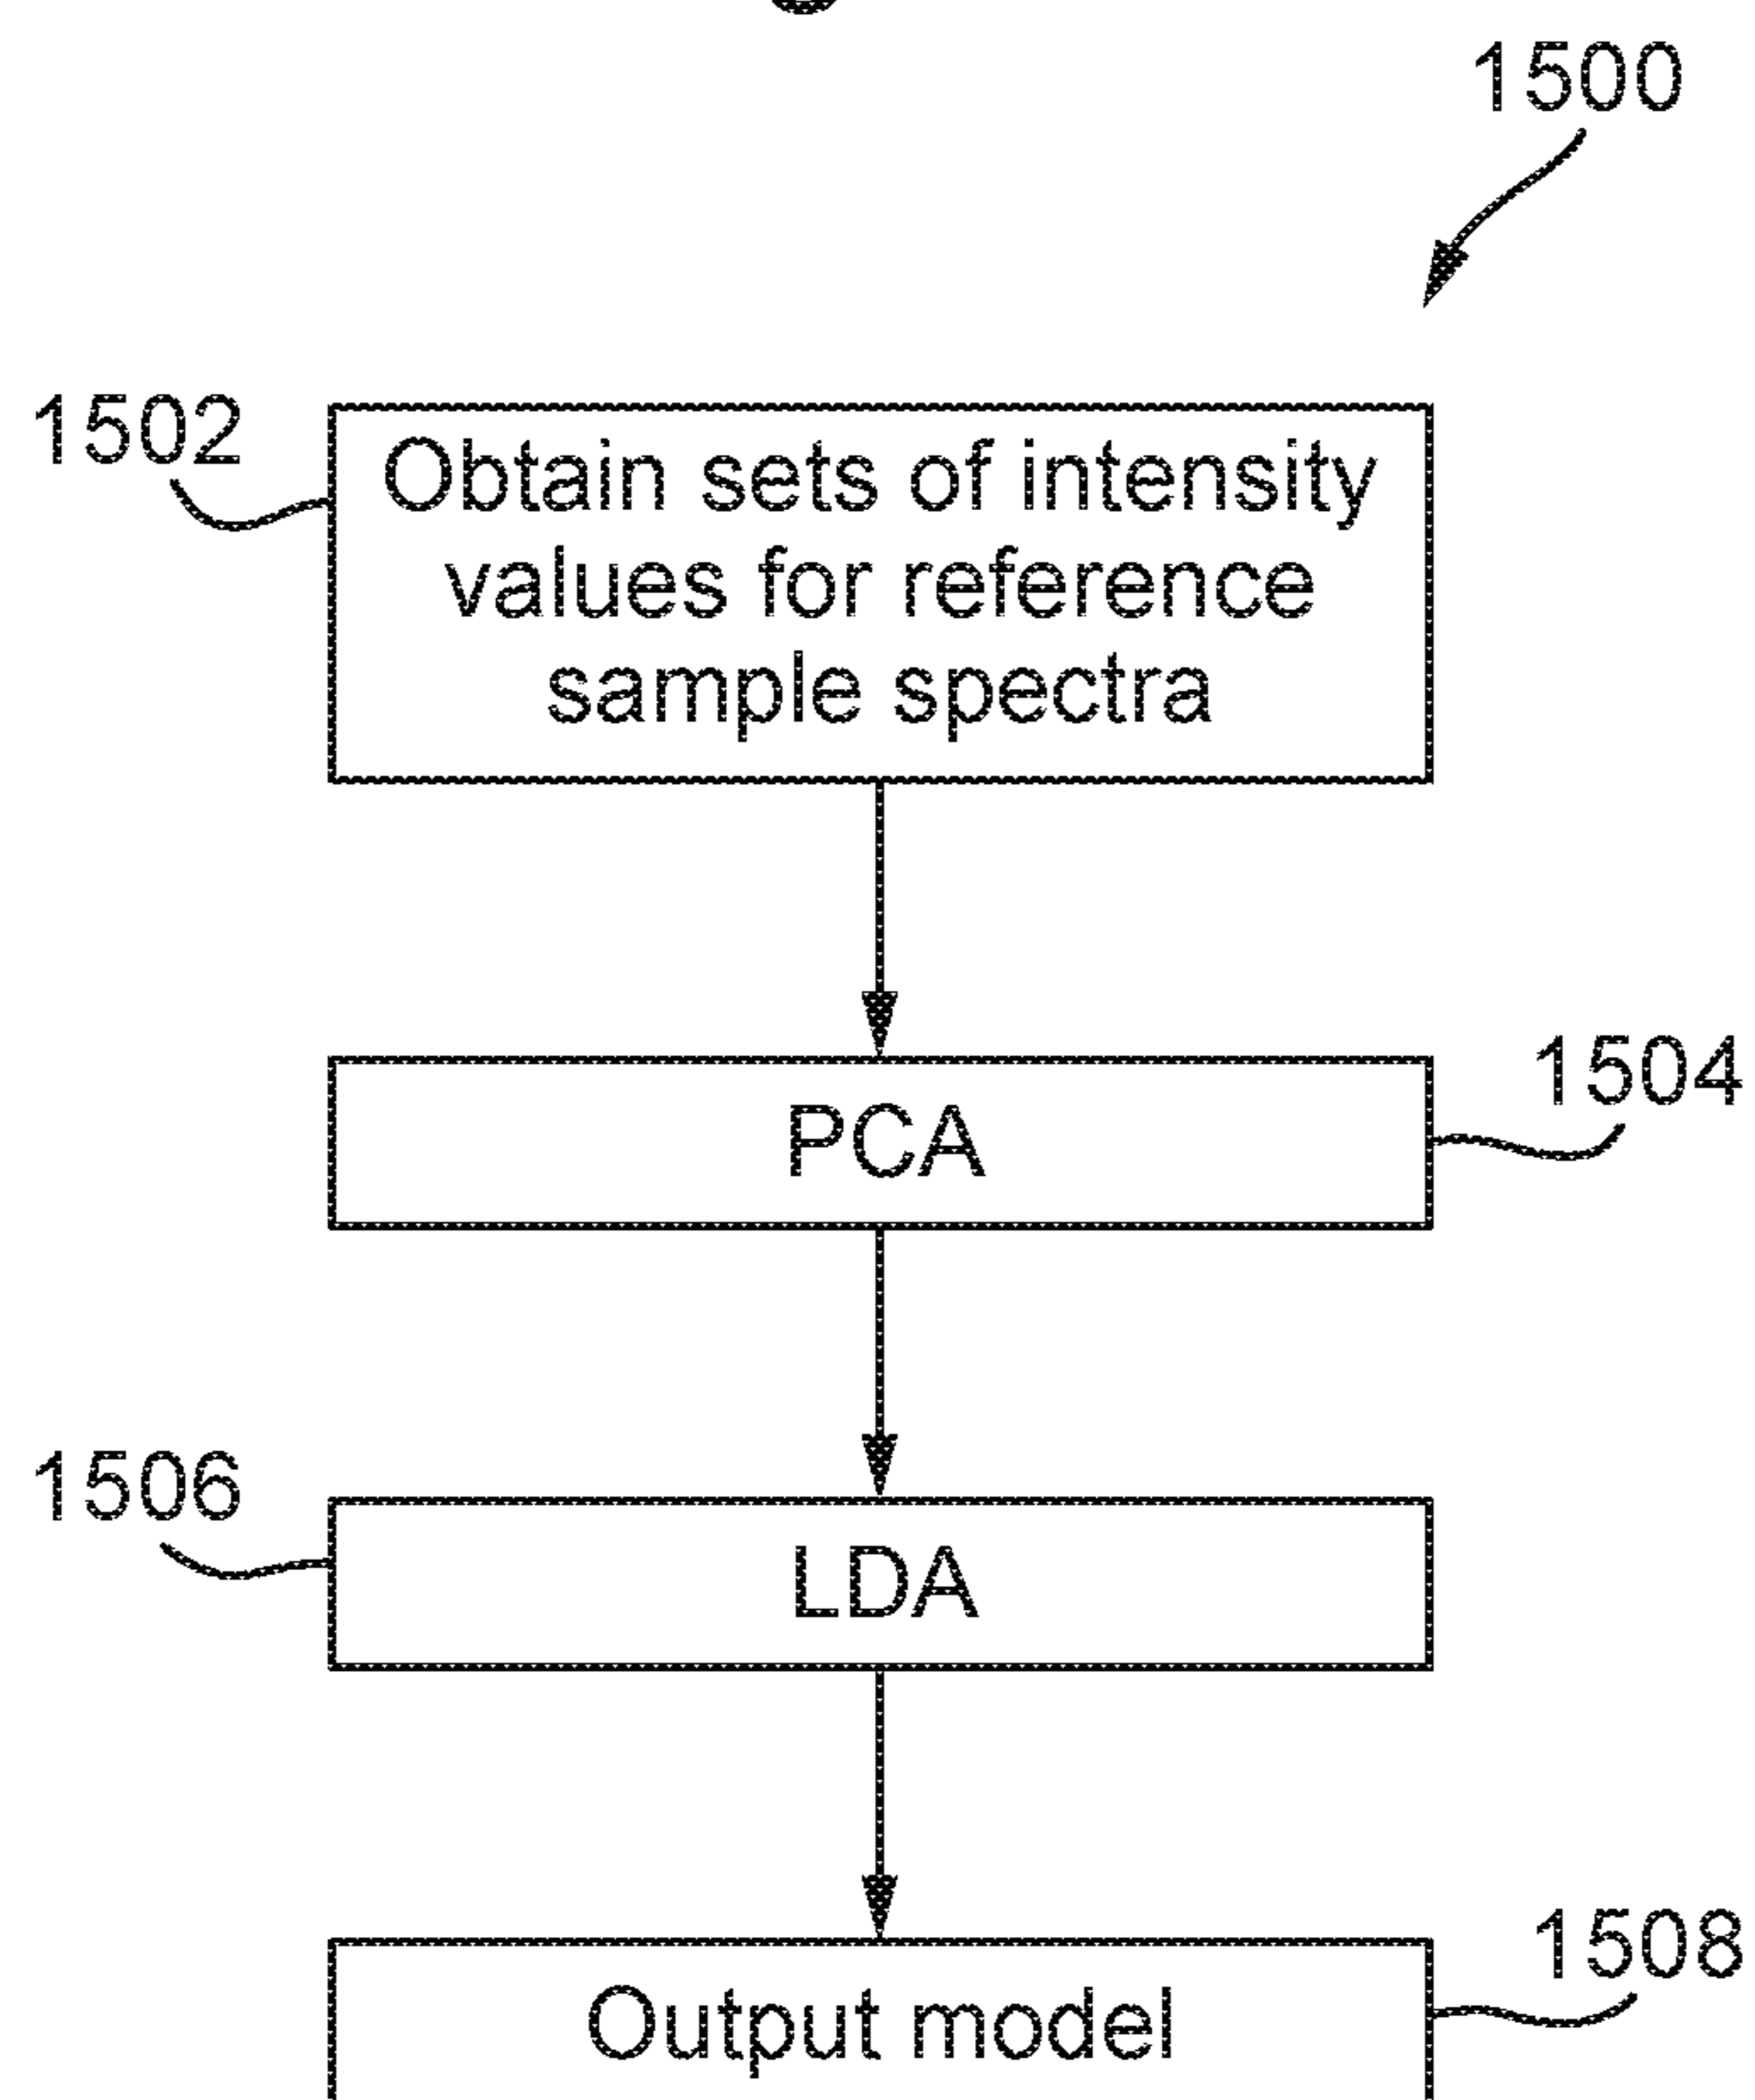 1500
1502
Obtain sets of intensity
values for reference
sample spectra
1504
PCA
1506
LDA
1508
Output model